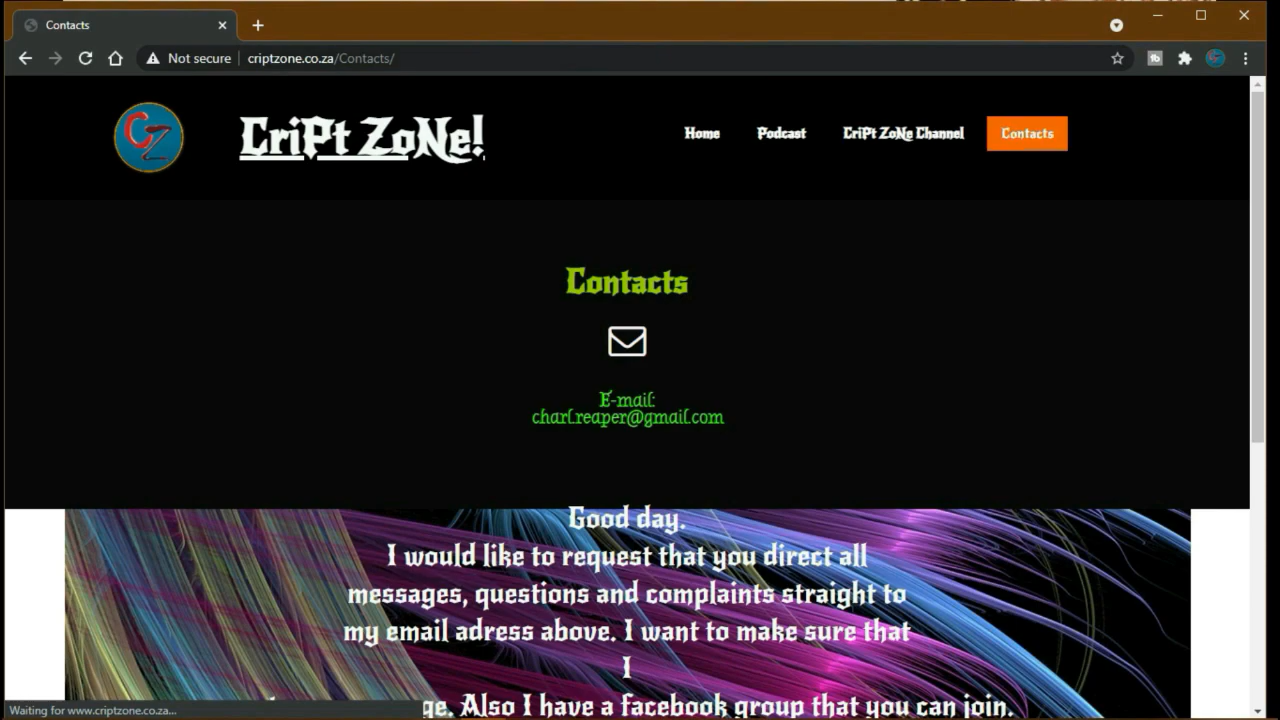 Contacts
Not secure
criptzone.co.za/Contacts/
CZ
CriPt ZoNe!
Home
Podcast
CriPt ZoNe Channel
Contacts
Contacts
E-mail:
charl.reaper@gmail.com
Good day.
I would like to request that you direct all
messages, questions and complaints straight to
my email adress above. I want to make sure that
I
ge. Also I have a facebook group that you can join.
Waiting for www.criptzone.co.za...